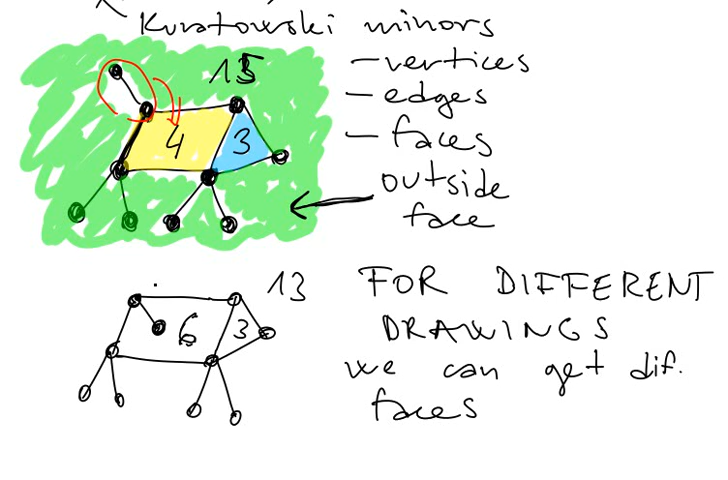 Kuratowski minors
15
- vertices
- edges
- faces
4
3
outside
face
13
6
3
FOR DIFFERENT
DRAWINGS
we can get dif.
faces